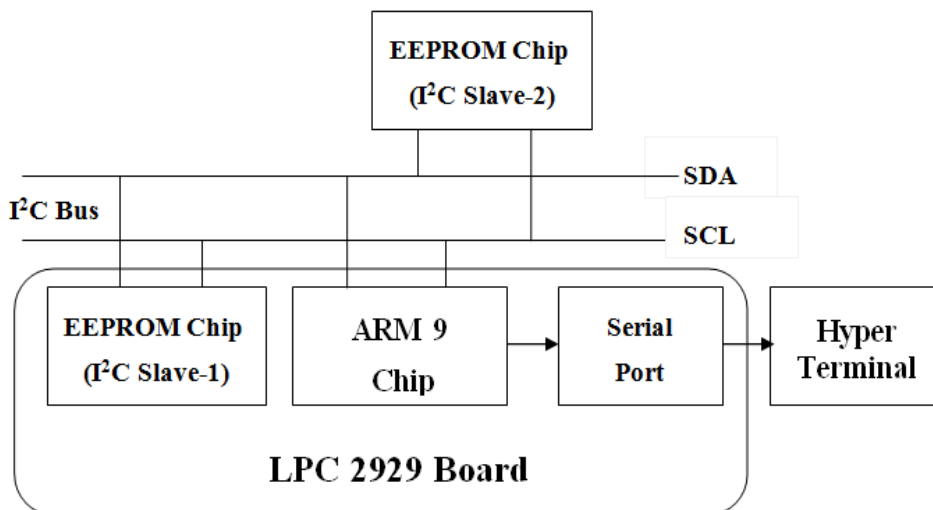 EEPROM Chip
(I²C Slave-2)
SDA
I²C Bus
SCL
EEPROM Chip
(I²C Slave-1)
ARM 9
Chip
Serial
Port
Hyper
Terminal
LPC 2929 Board